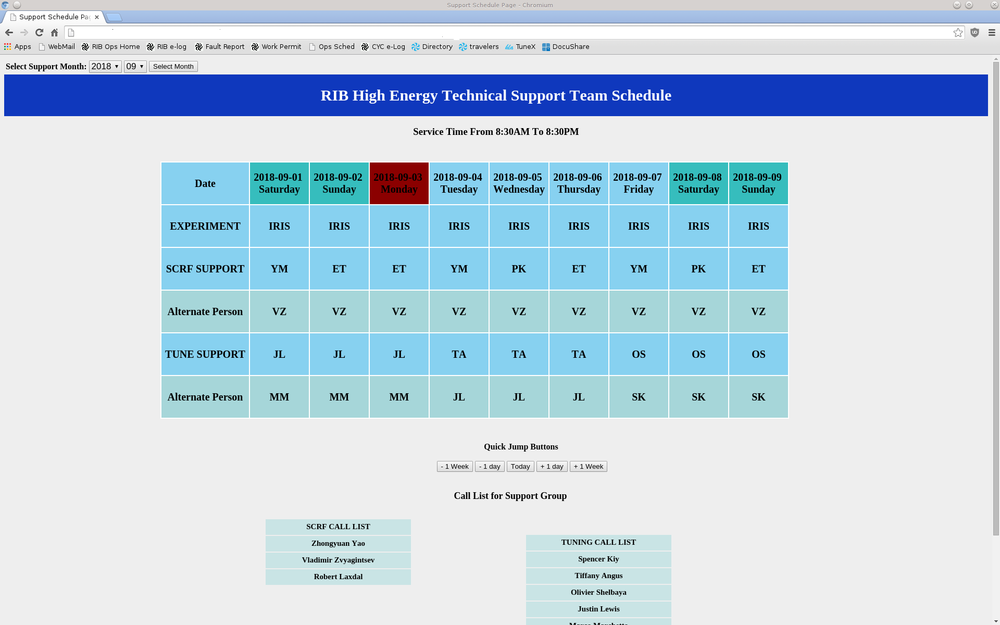 Support Schedule Page - Chromium
Support Schedule Pa
Apps WebMail RIB Ops Home RIB e-log Fault Report Work Permit Ops Sched CYC e-Log Directory travelers TuneX DocuShare
Select Support Month: 2018 09 Select Month
RIB High Energy Technical Support Team Schedule
Service Time From 8:30AM To 8:30PM
Date 2018-09-01 Saturday 2018-09-02 Sunday 2018-09-03 Monday 2018-09-04 Tuesday 2018-09-05 Wednesday 2018-09-06 Thursday 2018-09-07 Friday 2018-09-08 Saturday 2018-09-09 Sunday
EXPERIMENT IRIS IRIS IRIS IRIS IRIS IRIS IRIS IRIS IRIS
SCRF SUPPORT YM ET ET YM PK ET YM PK ET
Alternate Person VZ VZ VZ VZ VZ VZ VZ VZ VZ
TUNE SUPPORT JL JL JL TA TA TA OS OS OS
Alternate Person MM MM MM JL JL JL SK SK SK
Quick Jump Buttons
- 1 Week - 1 day Today + 1 day + 1 Week
Call List for Support Group
SCRF CALL LIST
Zhongyuan Yao
Vladimir Zvyagintsev
Robert Laxdal
TUNING CALL LIST
Spencer Kiy
Tiffany Angus
Olivier Shelbaya
Justin Lewis